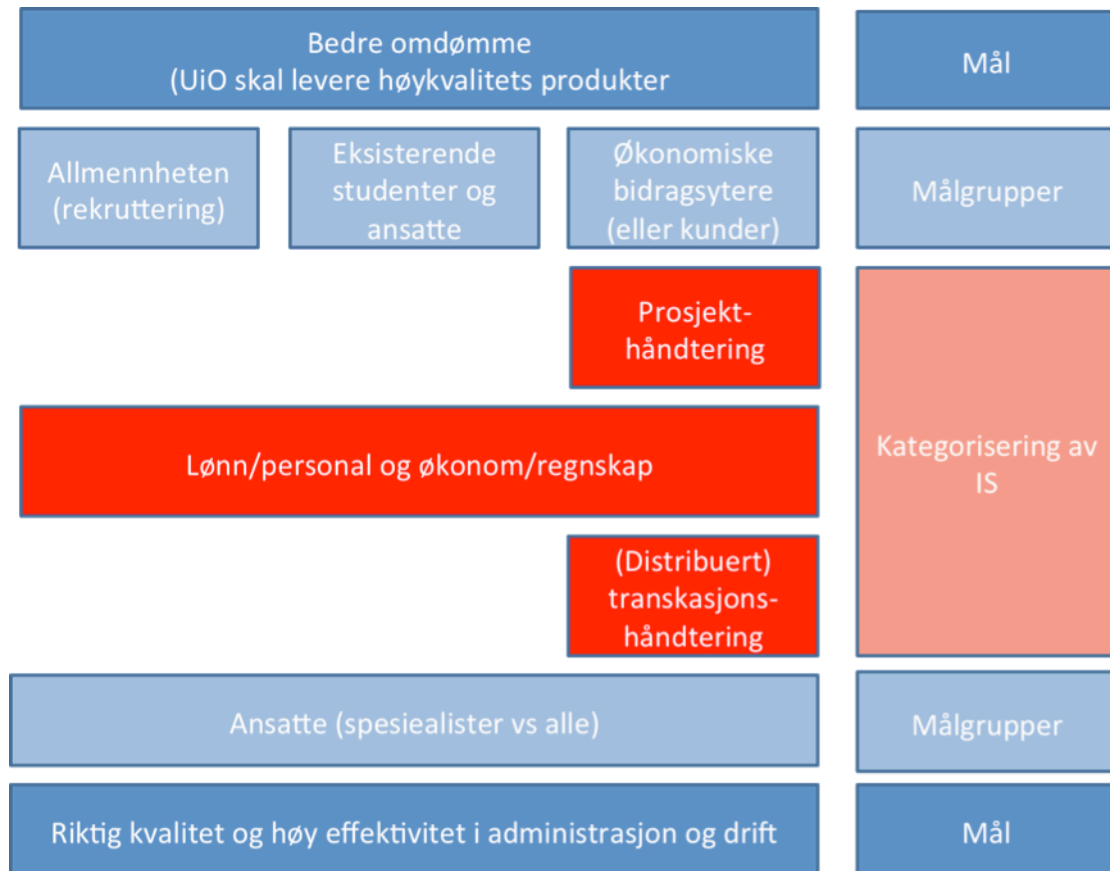 Bedre omdømme
(UiO skal levere høykvalitets produkter
Mål
Allmennheten
(rekruttering)
Eksisterende
studenter og
ansatte
Økonomiske
bidragsytere
(eller kunder)
Målgrupper
Prosjekt-
håndtering
Lønn/personal og økonom/regnskap
(Distribuert)
transkasjons-
håndtering
Kategorisering av
IS
Ansatte (spesiealister vs alle)
Målgrupper
Riktig kvalitet og høy effektivitet i administrasjon og drift
Mål